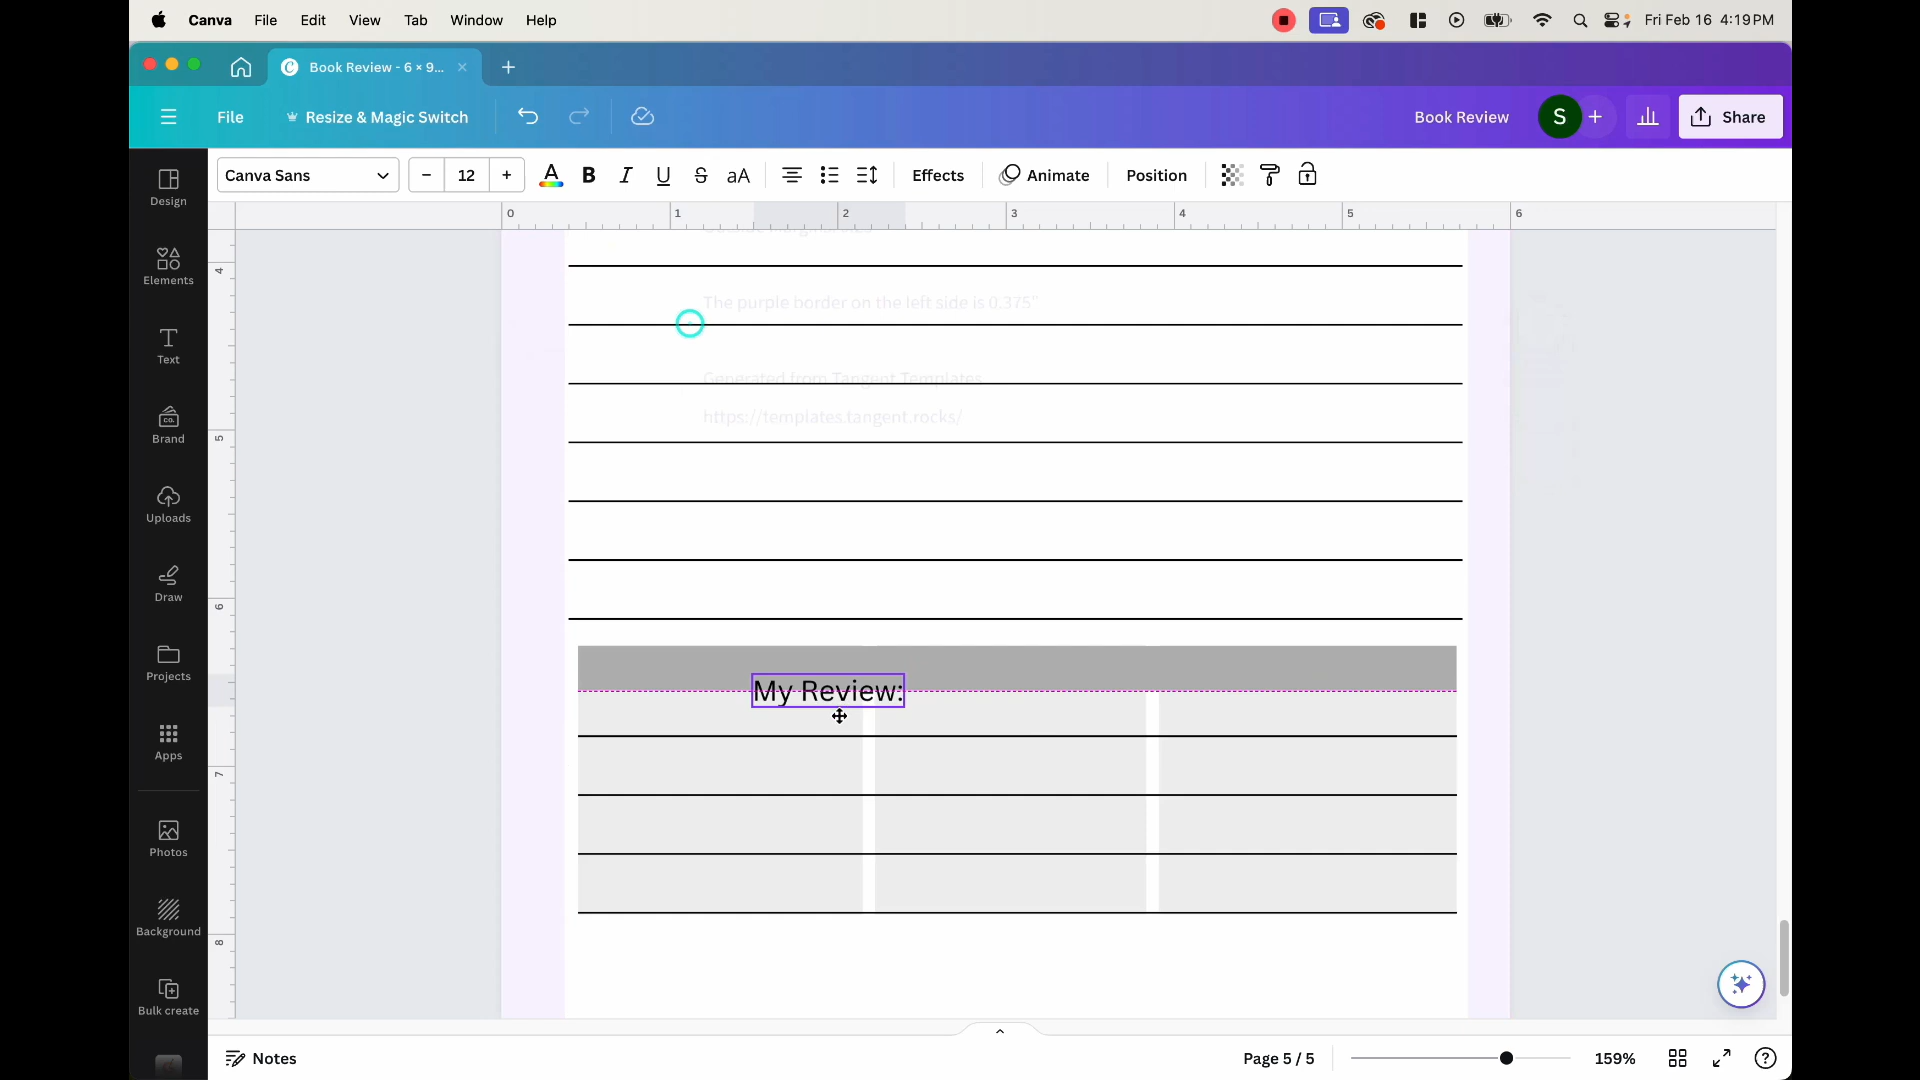 Canva File Edit View Tab Window Help Fri Feb 16 4:19 PM
Book Review - 6 × 9...
File Resize & Magic Switch Book Review S Share
Canva Sans 12 A B I U S aA Effects Animate Position
0 1 2 3 4 5 6
Design
Elements
Text
Brand
Uploads
Draw
Projects
Apps
Photos
Background
Bulk create
4
5
6
7
8
The purple border on the left side is 0.375"
Generated from Tangent Templates
https://templates.tangent.rocks/
My Review:
Notes Page 5 / 5 159%